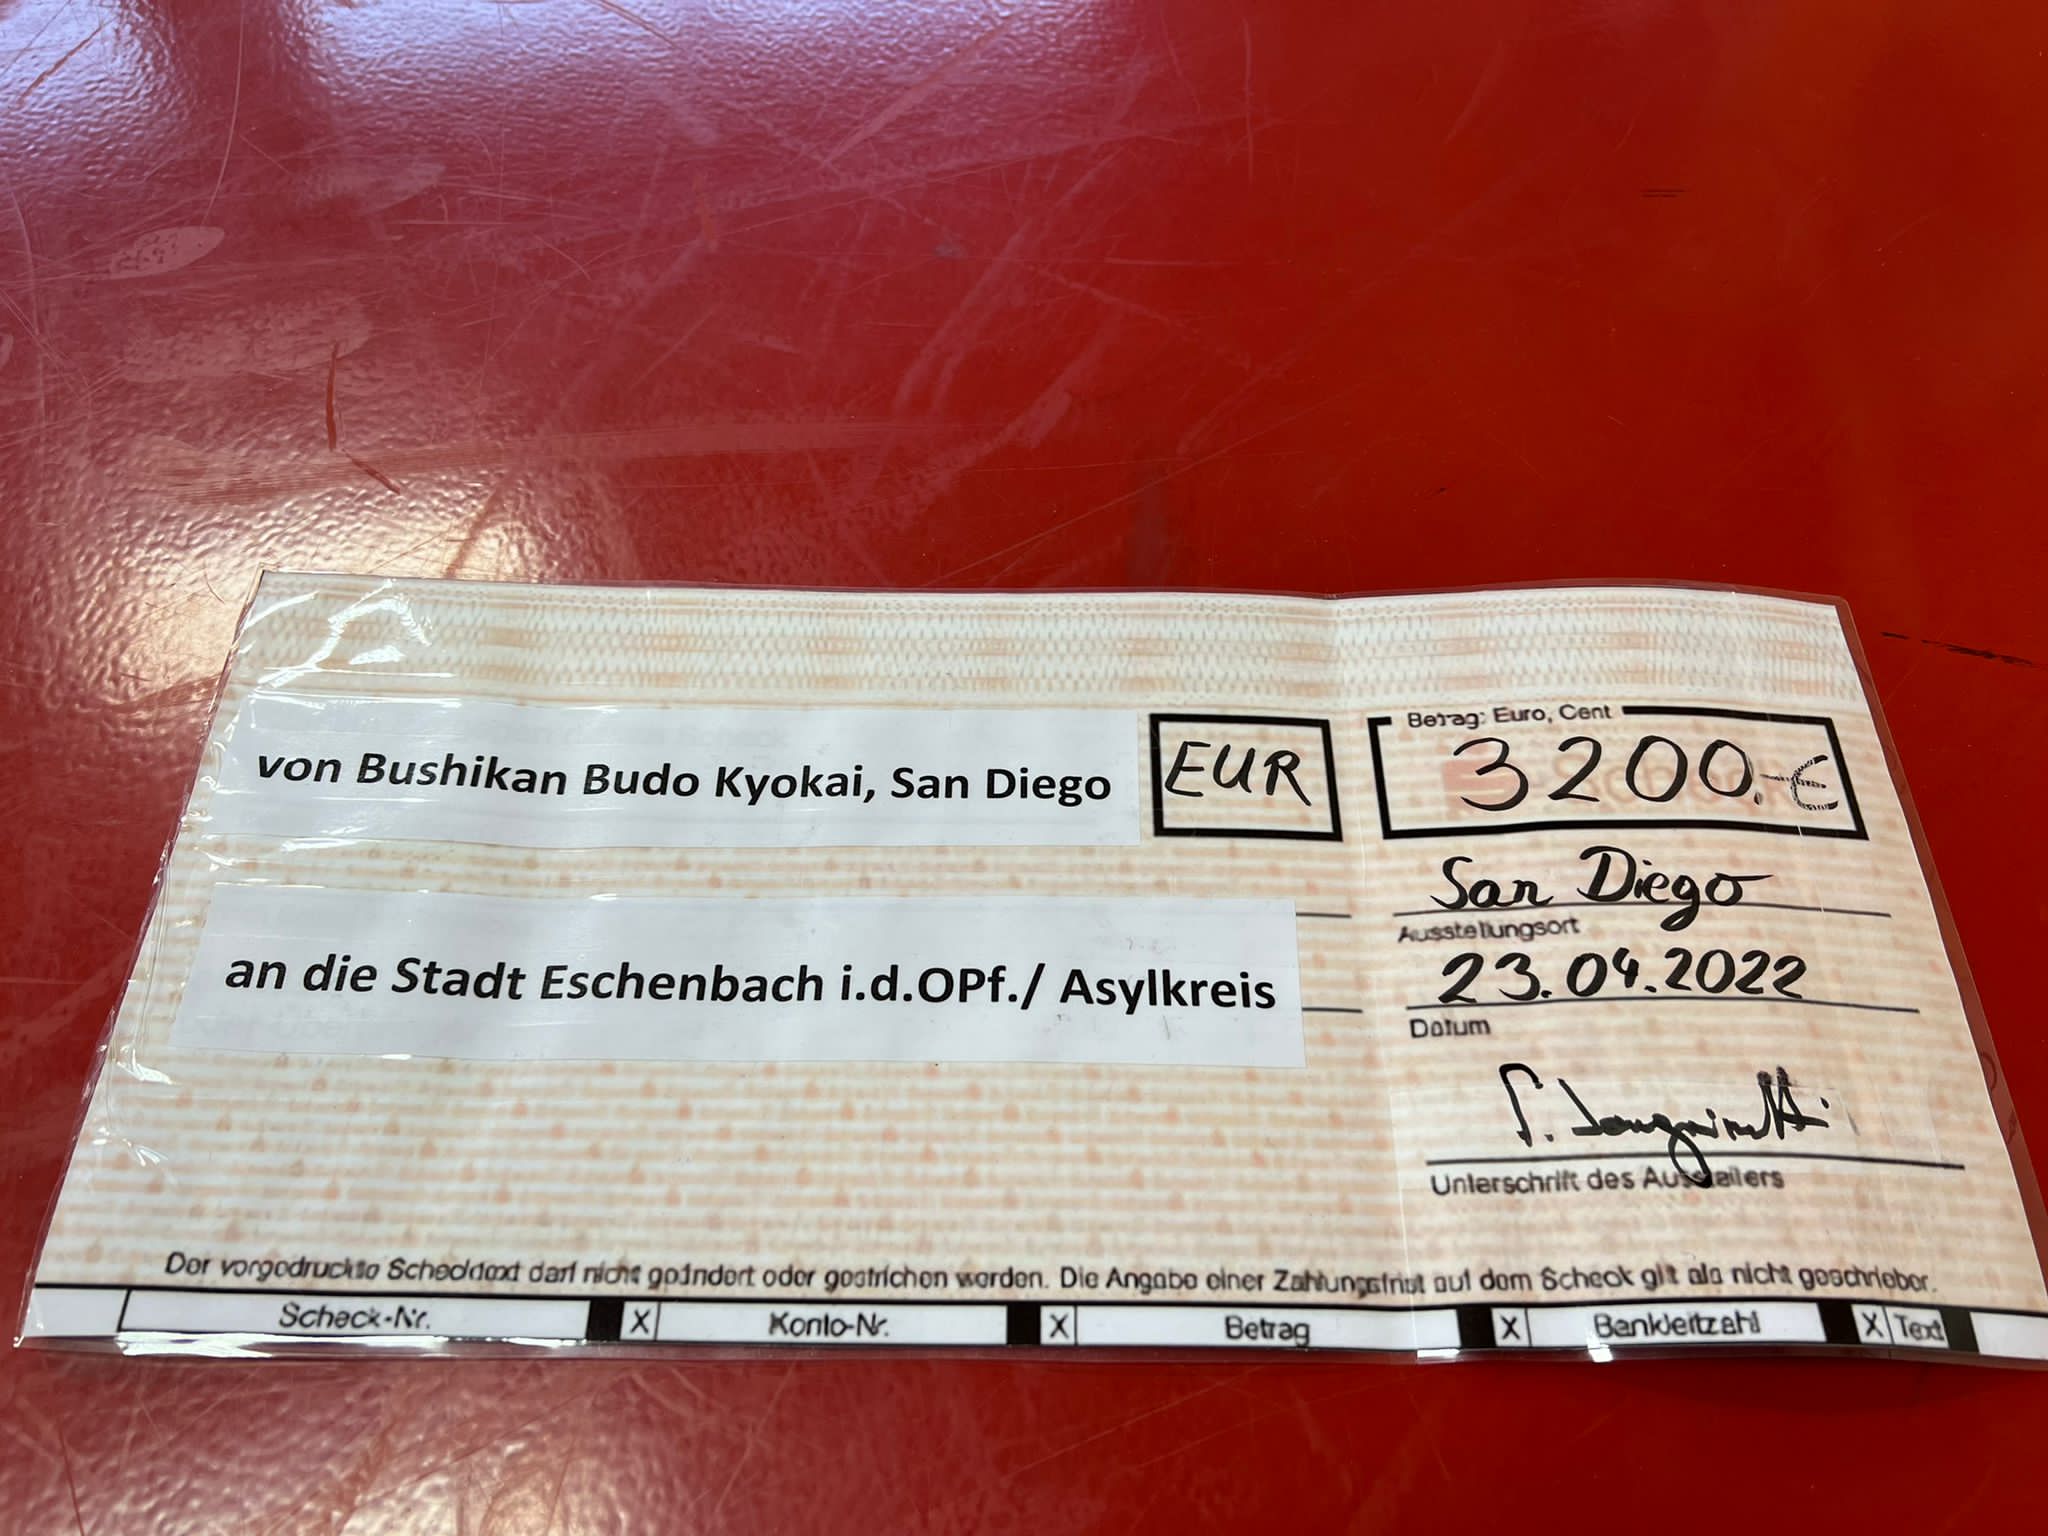 von Bushikan Budo Kyokai, San Diego
EUR
Betrag: Euro, Cent
3200,-€
San Diego
Ausstellungsort
an die Stadt Eschenbach i.d.OPf./ Asylkreis
23.04.2022
Datum
Unterschrift des Ausstellers
Der vorgedruckte Schecktext darf nicht geändert oder gestrichen werden. Die Angabe einer Zahlungsfrist auf dem Scheck gilt als nicht geschrieben.
Scheck-Nr. X Konto-Nr. X Betrag X Bankleitzahl X Text